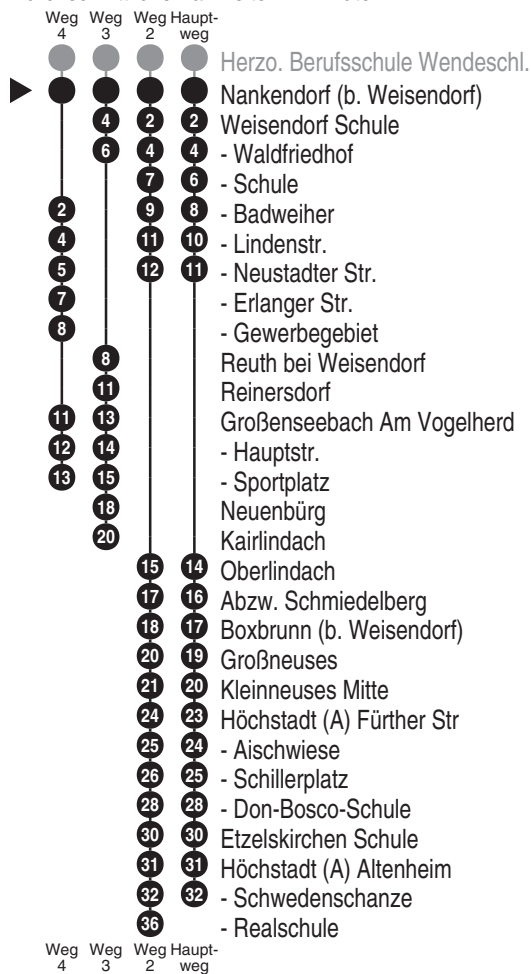 Weg Weg Weg Haupt-
4 3 2 weg
Herzo. Berufsschule Wendeschl.
Nankendorf (b. Weisendorf)
4 2 2 Weisendorf Schule
6 4 4 - Waldfriedhof
7 6 - Schule
2 9 8 - Badweiher
4 11 10 - Lindenstr.
5 12 11 - Neustadter Str.
7 - Erlanger Str.
8 - Gewerbegebiet
8 Reuth bei Weisendorf
11 Reinersdorf
11 13 Großenseebach Am Vogelherd
12 14 - Hauptstr.
13 15 - Sportplatz
18 Neuenbürg
20 Kairlindach
15 14 Oberlindach
17 16 Abzw. Schmiedelberg
18 17 Boxbrunn (b. Weisendorf)
20 19 Großneuses
21 20 Kleinneuses Mitte
24 23 Höchstadt (A) Fürther Str
25 24 - Aischwiese
26 25 - Schillerplatz
28 28 - Don-Bosco-Schule
30 30 Etzelskirchen Schule
31 31 Höchstadt (A) Altenheim
32 32 - Schwedenschanze
36 - Realschule
Weg Weg Weg Haupt-
4 3 2 weg